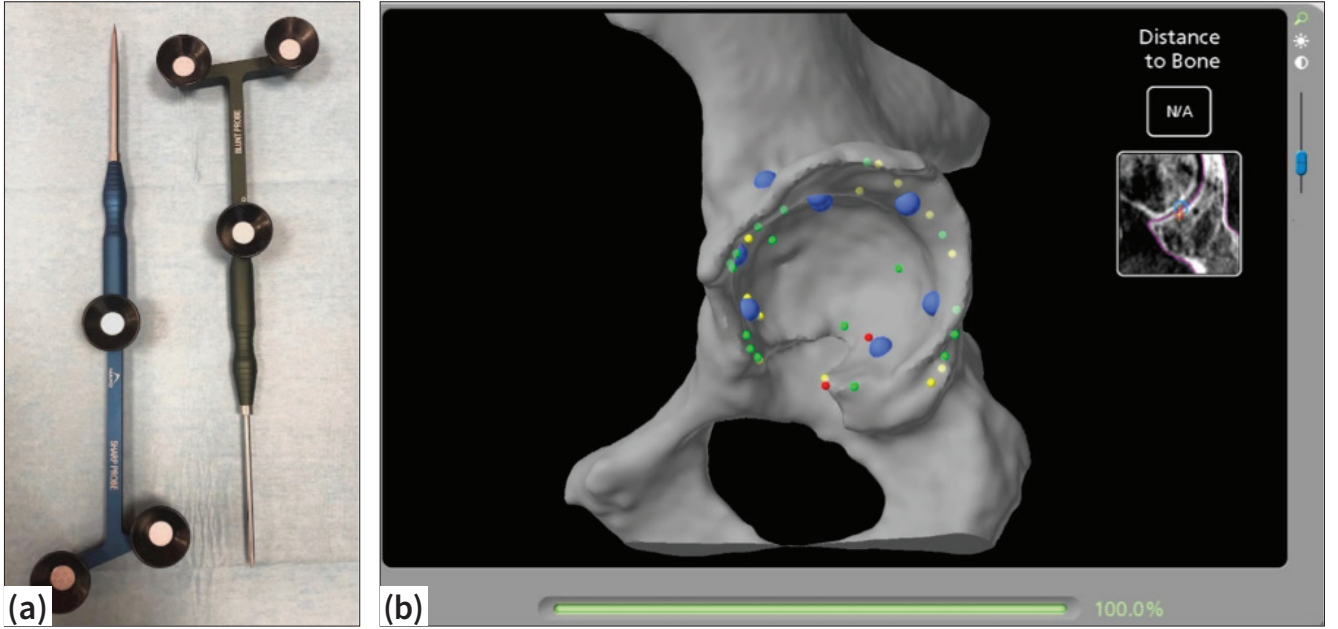 BLUNT PROBE
SHARP PROBE
(a)
Distance
to Bone
N/A
100.0%
(b)